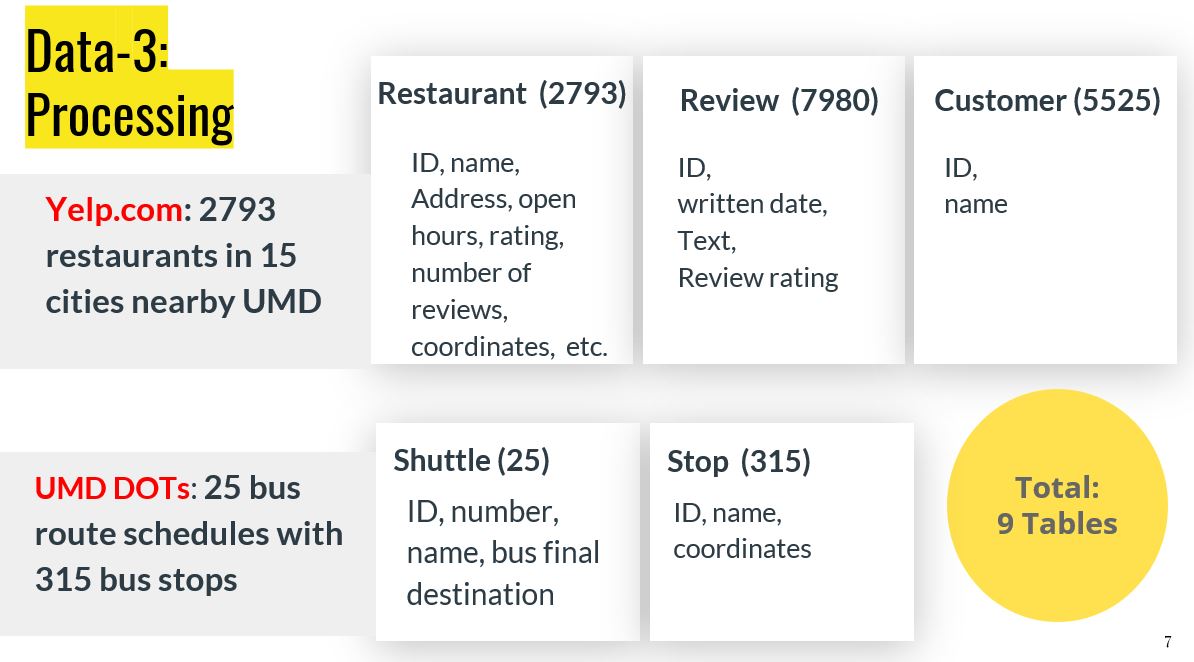 Data-3:
Processing
Yelp.com: 2793
restaurants in 15
cities nearby UMD
Restaurant (2793)
ID, name,
Address, open
hours, rating,
number of
reviews,
coordinates, etc.
Review (7980)
ID,
written date,
Text,
Review rating
Customer (5525)
ID,
name
UMD DOTs: 25 bus
route schedules with
315 bus stops
Shuttle (25)
ID, number,
name, bus final
destination
Stop (315)
ID, name,
coordinates
Total:
9 Tables
7